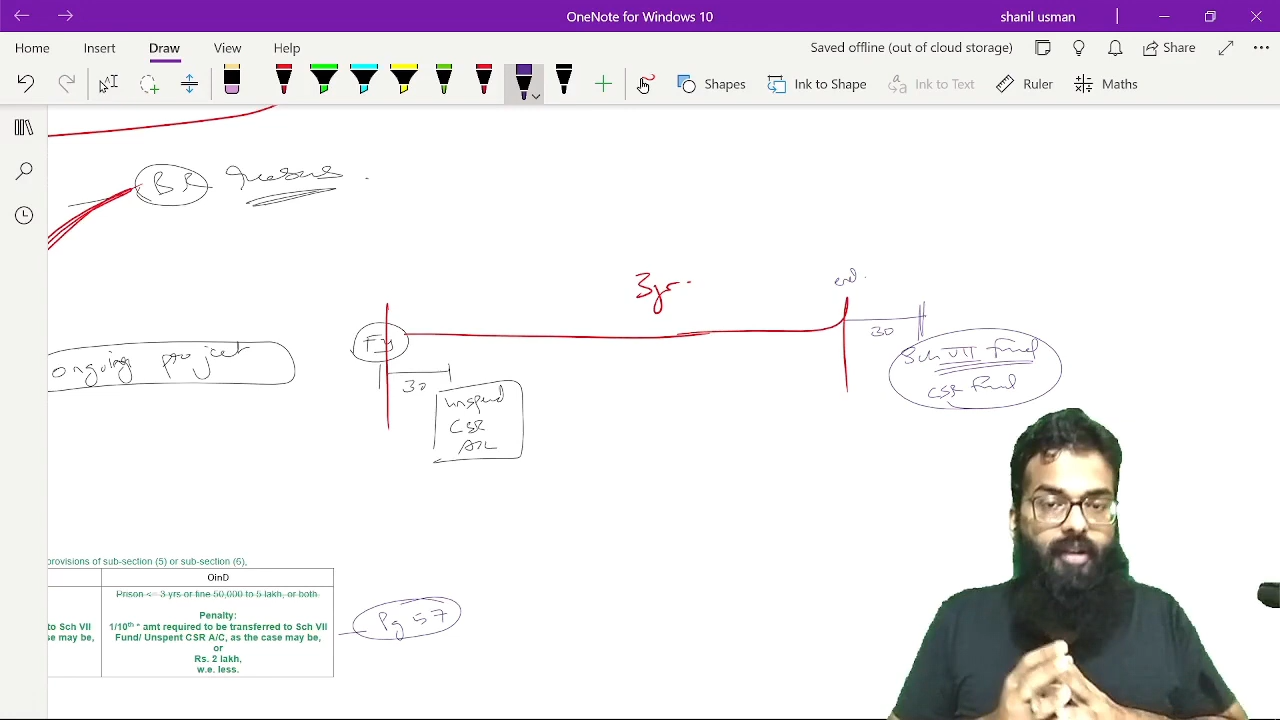 OneNote for Windows 10
shanil usman
Home Insert Draw View Help
Saved offline (out of cloud storage)
Share
Shapes
Ink to Shape
Ink to Text
Ruler
Maths
BR reasons
3yr.
end.
FY
30
30
ongoing project
Sch VII Fund
CSR Fund
unspend
CSR
A/c
provisions of sub-section (5) or sub-section (6),
OinD
Prison <= 3 yrs or fine 50,000 to 5 lakh, or both
Penalty:
to Sch VII
1/10th * amt required to be transferred to Sch VII
se may be,
Fund/ Unspent CSR A/C, as the case may be,
or
Rs. 2 lakh,
w.e. less.
Pg 57